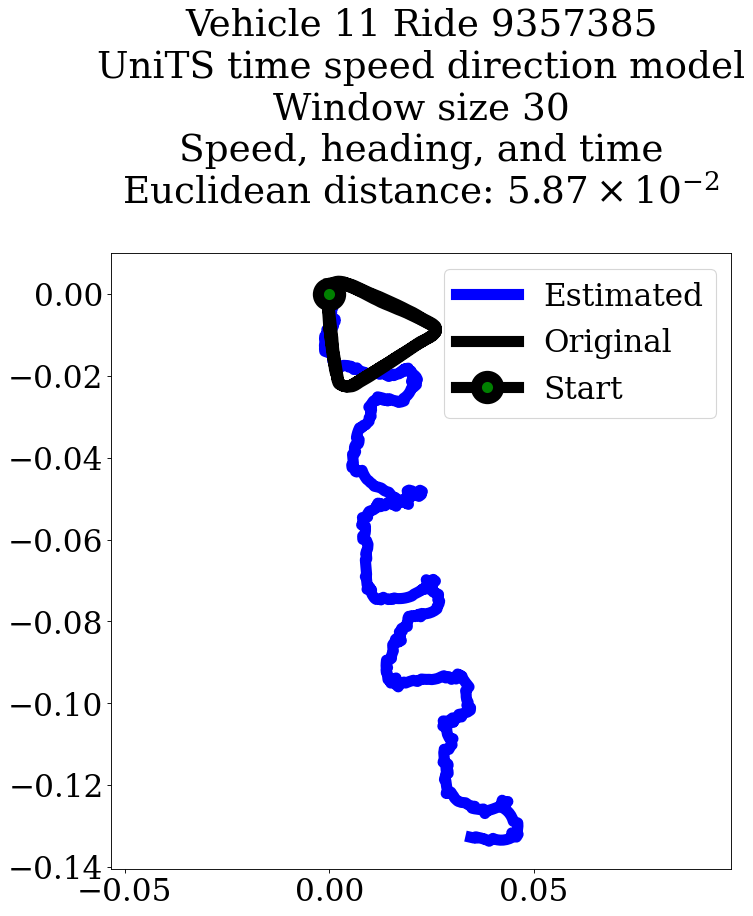 Vehicle 11 Ride 9357385
UniTS time speed direction model
Window size 30
Speed, heading, and time
Euclidean distance: 5.87 × 10⁻²
Estimated
Original
Start
0.00
−0.02
−0.04
−0.06
−0.08
−0.10
−0.12
−0.14
−0.05 0.00 0.05